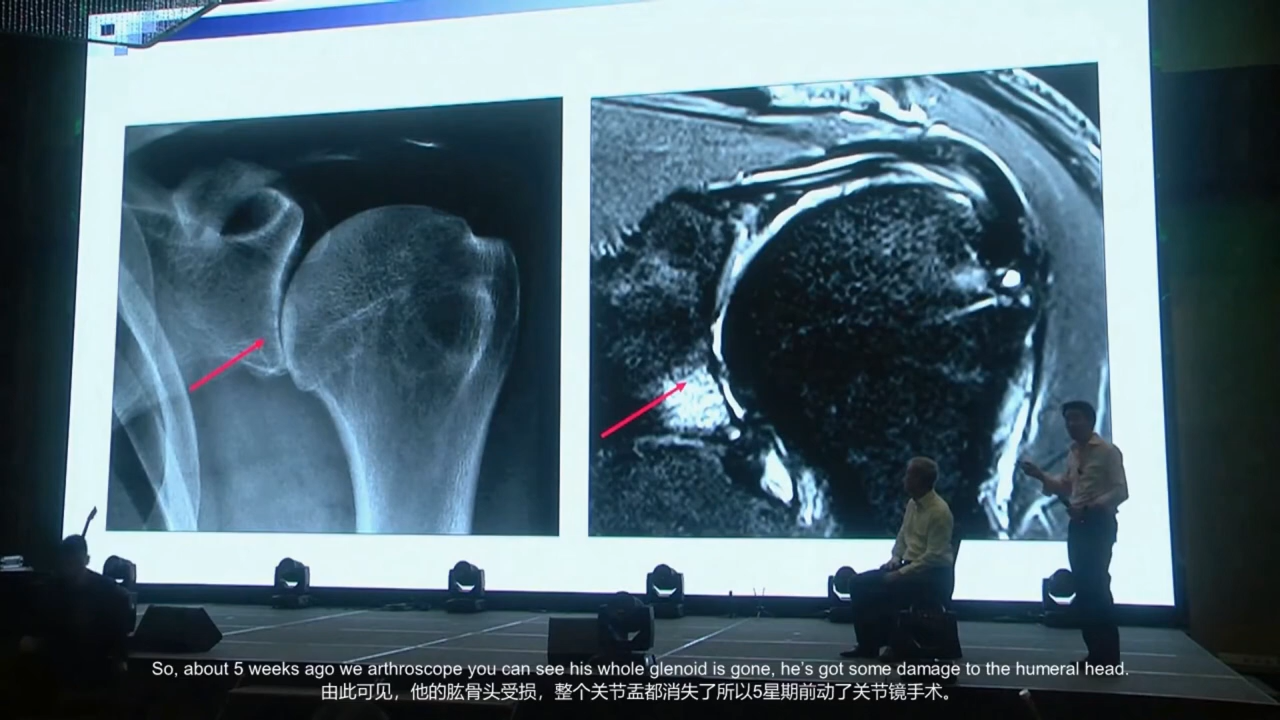 So, about 5 weeks ago we arthroscope you can see his whole glenoid is gone, he's got some damage to the humeral head.
由此可见，他的肱骨头受损，整个关节盂都消失了所以5星期前动了关节镜手术。